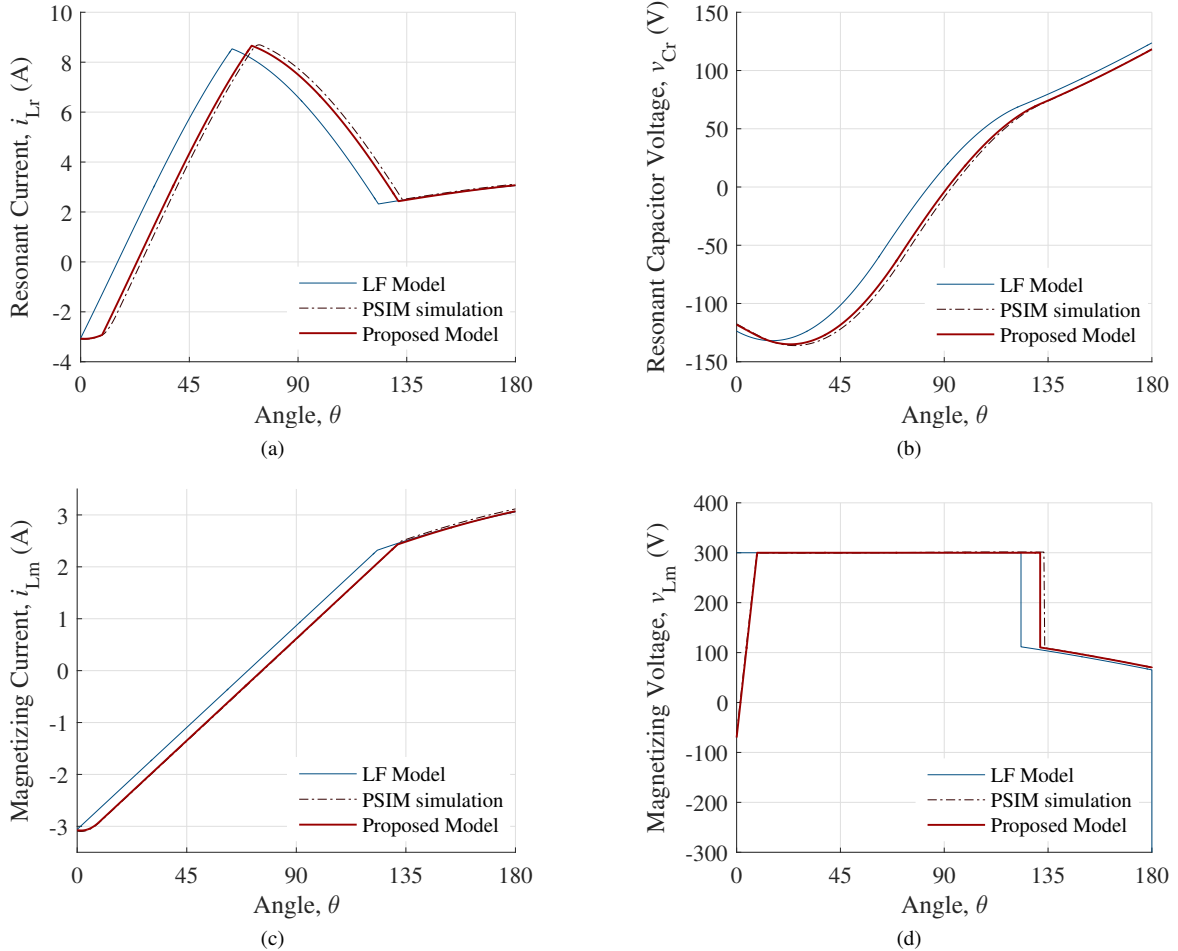 Resonant Current, i_Lr (A)
10
8
6
4
2
0
-2
-4
LF Model
PSIM simulation
Proposed Model
0 45 90 135 180
Angle, θ
(a)
Resonant Capacitor Voltage, v_Cr (V)
150
100
50
0
-50
-100
-150
LF Model
PSIM simulation
Proposed Model
0 45 90 135 180
Angle, θ
(b)
Magnetizing Current, i_Lm (A)
3
2
1
0
-1
-2
-3
LF Model
PSIM simulation
Proposed Model
0 45 90 135 180
Angle, θ
(c)
Magnetizing Voltage, v_Lm (V)
400
300
200
100
0
-100
-200
-300
LF Model
PSIM simulation
Proposed Model
0 45 90 135 180
Angle, θ
(d)